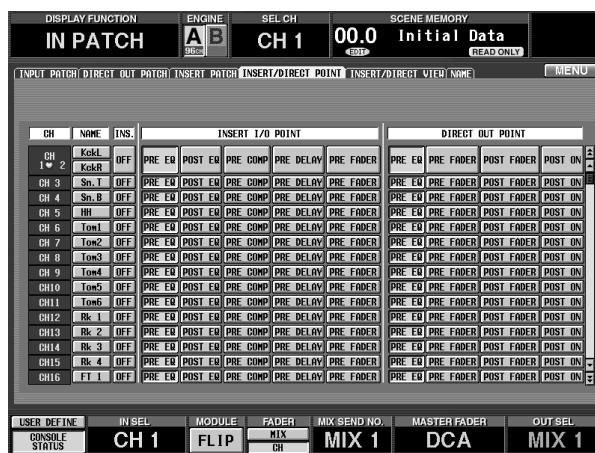 DISPLAY FUNCTION ENGINE SEL CH SCENE MEMORY
IN PATCH A B CH 1 00.0 Initial Data
96CH EDIT READ ONLY
INPUT PATCH DIRECT OUT PATCH INSERT PATCH INSERT/DIRECT POINT INSERT/DIRECT VIEW NAME MENU
CH NAME INS. INSERT I/O POINT DIRECT OUT POINT
CH 1♥ 2 KckL KckR OFF PRE EQ POST EQ PRE COMP PRE DELAY PRE FADER PRE EQ PRE FADER POST FADER POST ON
CH 3 Sn.T OFF PRE EQ POST EQ PRE COMP PRE DELAY PRE FADER PRE EQ PRE FADER POST FADER POST ON
CH 4 Sn.B OFF PRE EQ POST EQ PRE COMP PRE DELAY PRE FADER PRE EQ PRE FADER POST FADER POST ON
CH 5 HH OFF PRE EQ POST EQ PRE COMP PRE DELAY PRE FADER PRE EQ PRE FADER POST FADER POST ON
CH 6 Tom1 OFF PRE EQ POST EQ PRE COMP PRE DELAY PRE FADER PRE EQ PRE FADER POST FADER POST ON
CH 7 Tom2 OFF PRE EQ POST EQ PRE COMP PRE DELAY PRE FADER PRE EQ PRE FADER POST FADER POST ON
CH 8 Tom3 OFF PRE EQ POST EQ PRE COMP PRE DELAY PRE FADER PRE EQ PRE FADER POST FADER POST ON
CH 9 Tom4 OFF PRE EQ POST EQ PRE COMP PRE DELAY PRE FADER PRE EQ PRE FADER POST FADER POST ON
CH10 Tom5 OFF PRE EQ POST EQ PRE COMP PRE DELAY PRE FADER PRE EQ PRE FADER POST FADER POST ON
CH11 Tom6 OFF PRE EQ POST EQ PRE COMP PRE DELAY PRE FADER PRE EQ PRE FADER POST FADER POST ON
CH12 Rk 1 OFF PRE EQ POST EQ PRE COMP PRE DELAY PRE FADER PRE EQ PRE FADER POST FADER POST ON
CH13 Rk 2 OFF PRE EQ POST EQ PRE COMP PRE DELAY PRE FADER PRE EQ PRE FADER POST FADER POST ON
CH14 Rk 3 OFF PRE EQ POST EQ PRE COMP PRE DELAY PRE FADER PRE EQ PRE FADER POST FADER POST ON
CH15 Rk 4 OFF PRE EQ POST EQ PRE COMP PRE DELAY PRE FADER PRE EQ PRE FADER POST FADER POST ON
CH16 FT 1 OFF PRE EQ POST EQ PRE COMP PRE DELAY PRE FADER PRE EQ PRE FADER POST FADER POST ON
USER DEFINE IN SEL MODULE FADER MIX SEND NO. MASTER FADER OUT SEL
CONSOLE STATUS CH 1 FLIP MIX CH MIX 1 DCA MIX 1